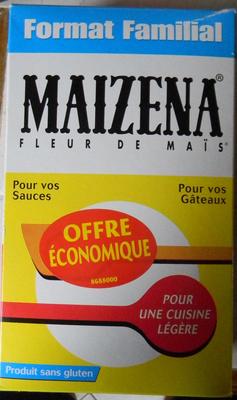 Format Familial
MAIZENA®
FLEUR DE MAÏS®
Pour vos
Sauces
Pour vos
Gâteaux
OFFRE
ÉCONOMIQUE
8688000
POUR
UNE CUISINE
LÉGÈRE
Produit sans gluten